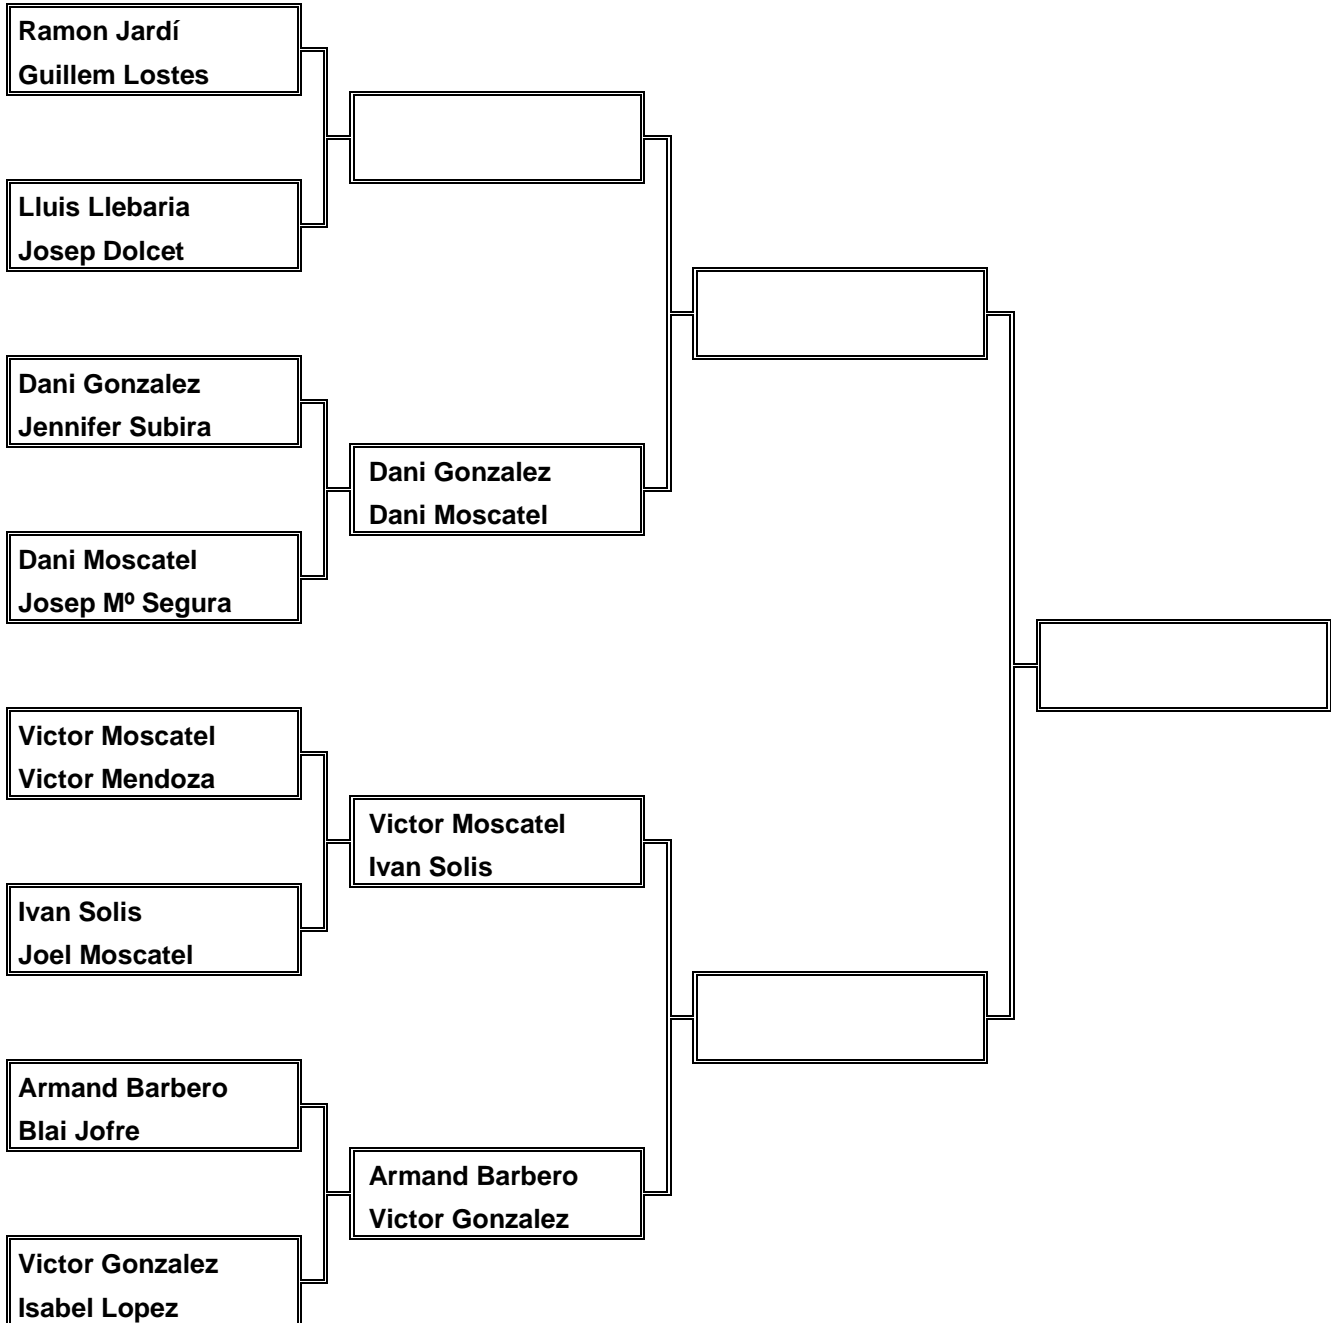 Ramon Jardí
Guillem Lostes
Lluis Llebaria
Josep Dolcet
Dani Gonzalez
Jennifer Subira
Dani Gonzalez
Dani Moscatel
Dani Moscatel
Josep Mº Segura
Victor Moscatel
Victor Mendoza
Victor Moscatel
Ivan Solis
Ivan Solis
Joel Moscatel
Armand Barbero
Blai Jofre
Armand Barbero
Victor Gonzalez
Victor Gonzalez
Isabel Lopez